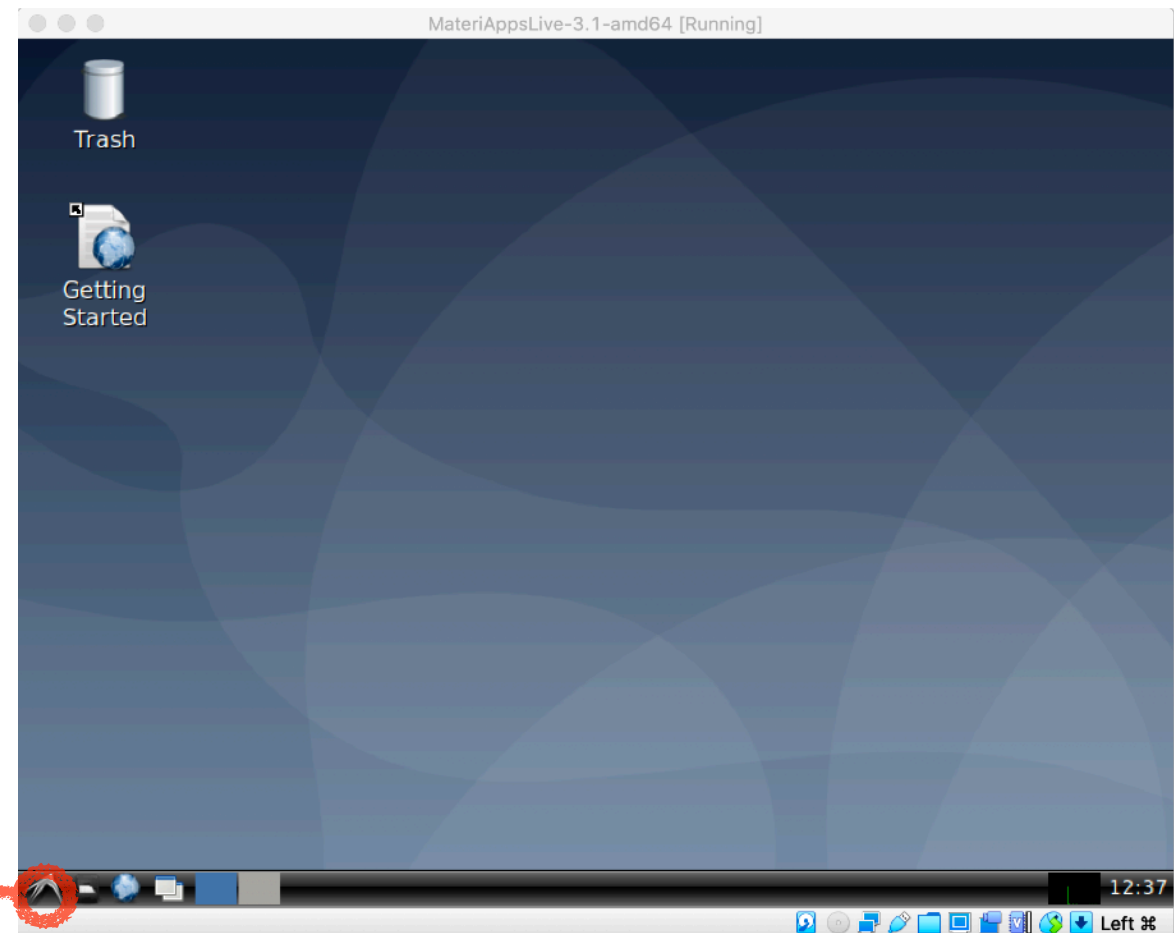 MateriAppsLive-3.1-amd64 [Running]
Trash
Getting
Started
12:37
Left ⌘